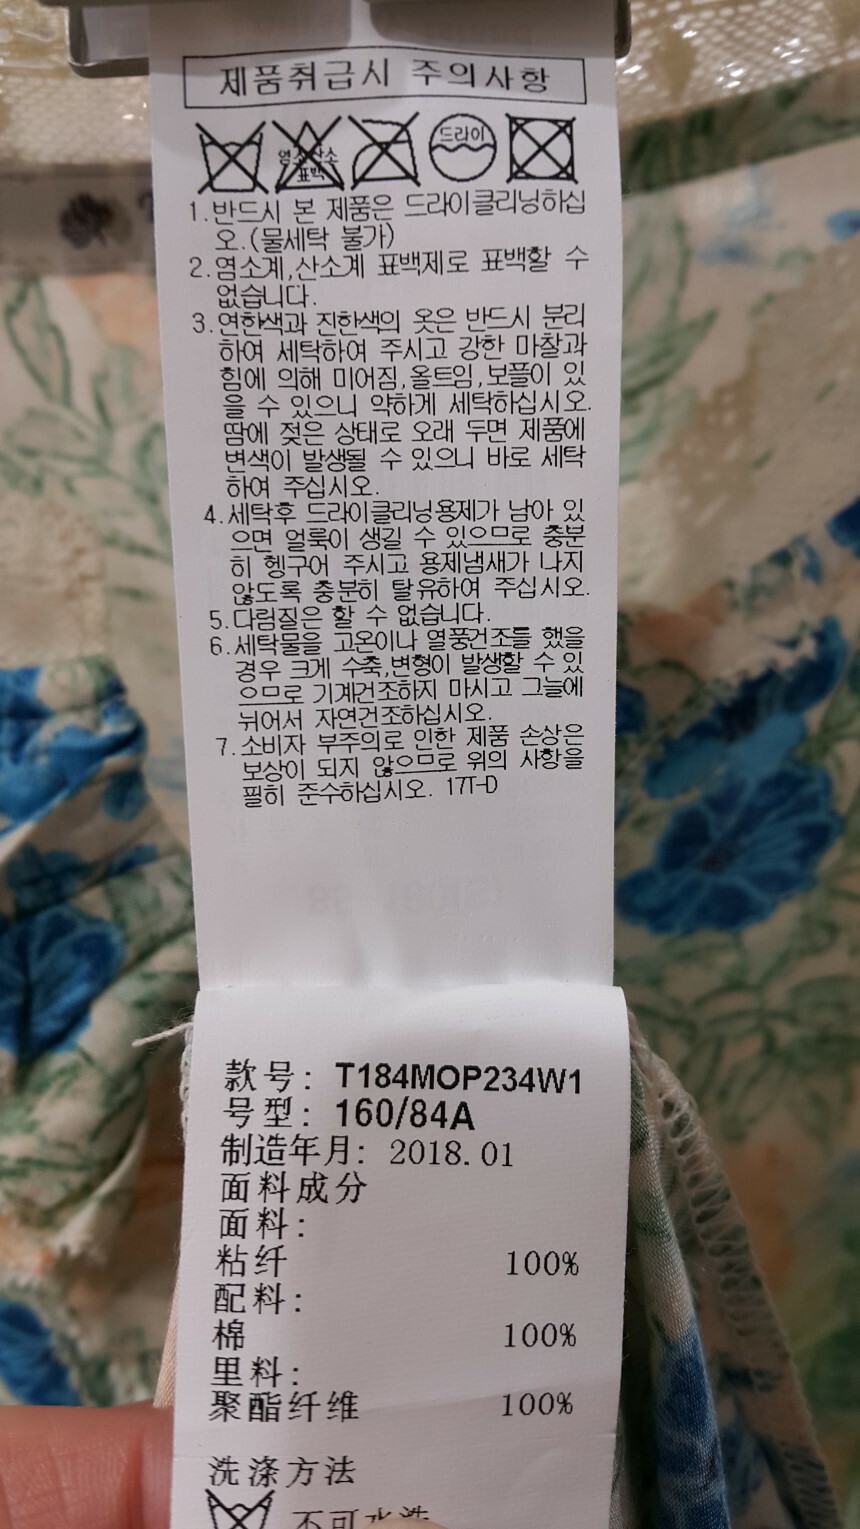 제품취급시 주의사항
드라이
염소산소
표백
1.반드시 본 제품은 드라이클리닝하십
오.(물세탁 불가)
2.염소계,산소계 표백제로 표백할 수
없습니다.
3.연한색과 진한색의 옷은 반드시 분리
하여 세탁하여 주시고 강한 마찰과
힘에 의해 미어짐,올트임,보플이 있
을 수 있으니 약하게 세탁하십시오.
땀에 젖은 상태로 오래 두면 제품에
변색이 발생될 수 있으니 바로 세탁
하여 주십시오.
4.세탁후 드라이클리닝용제가 남아 있
으면 얼룩이 생길 수 있으므로 충분
히 헹구어 주시고 용제냄새가 나지
않도록 충분히 탈유하여 주십시오.
5.다림질은 할 수 없습니다.
6.세탁물을 고온이나 열풍건조를 했을
경우 크게 수축,변형이 발생할 수 있
으므로 기계건조하지 마시고 그늘에
뉘어서 자연건조하십시오.
7.소비자 부주의로 인한 제품 손상은
보상이 되지 않으므로 위의 사항을
필히 준수하십시오. 17T-D
款号: T184MOP234W1
号型: 160/84A
制造年月: 2018.01
面料成分
面料:
粘纤 100%
配料:
棉 100%
里料:
聚酯纤维 100%
洗涤方法
不可水洗